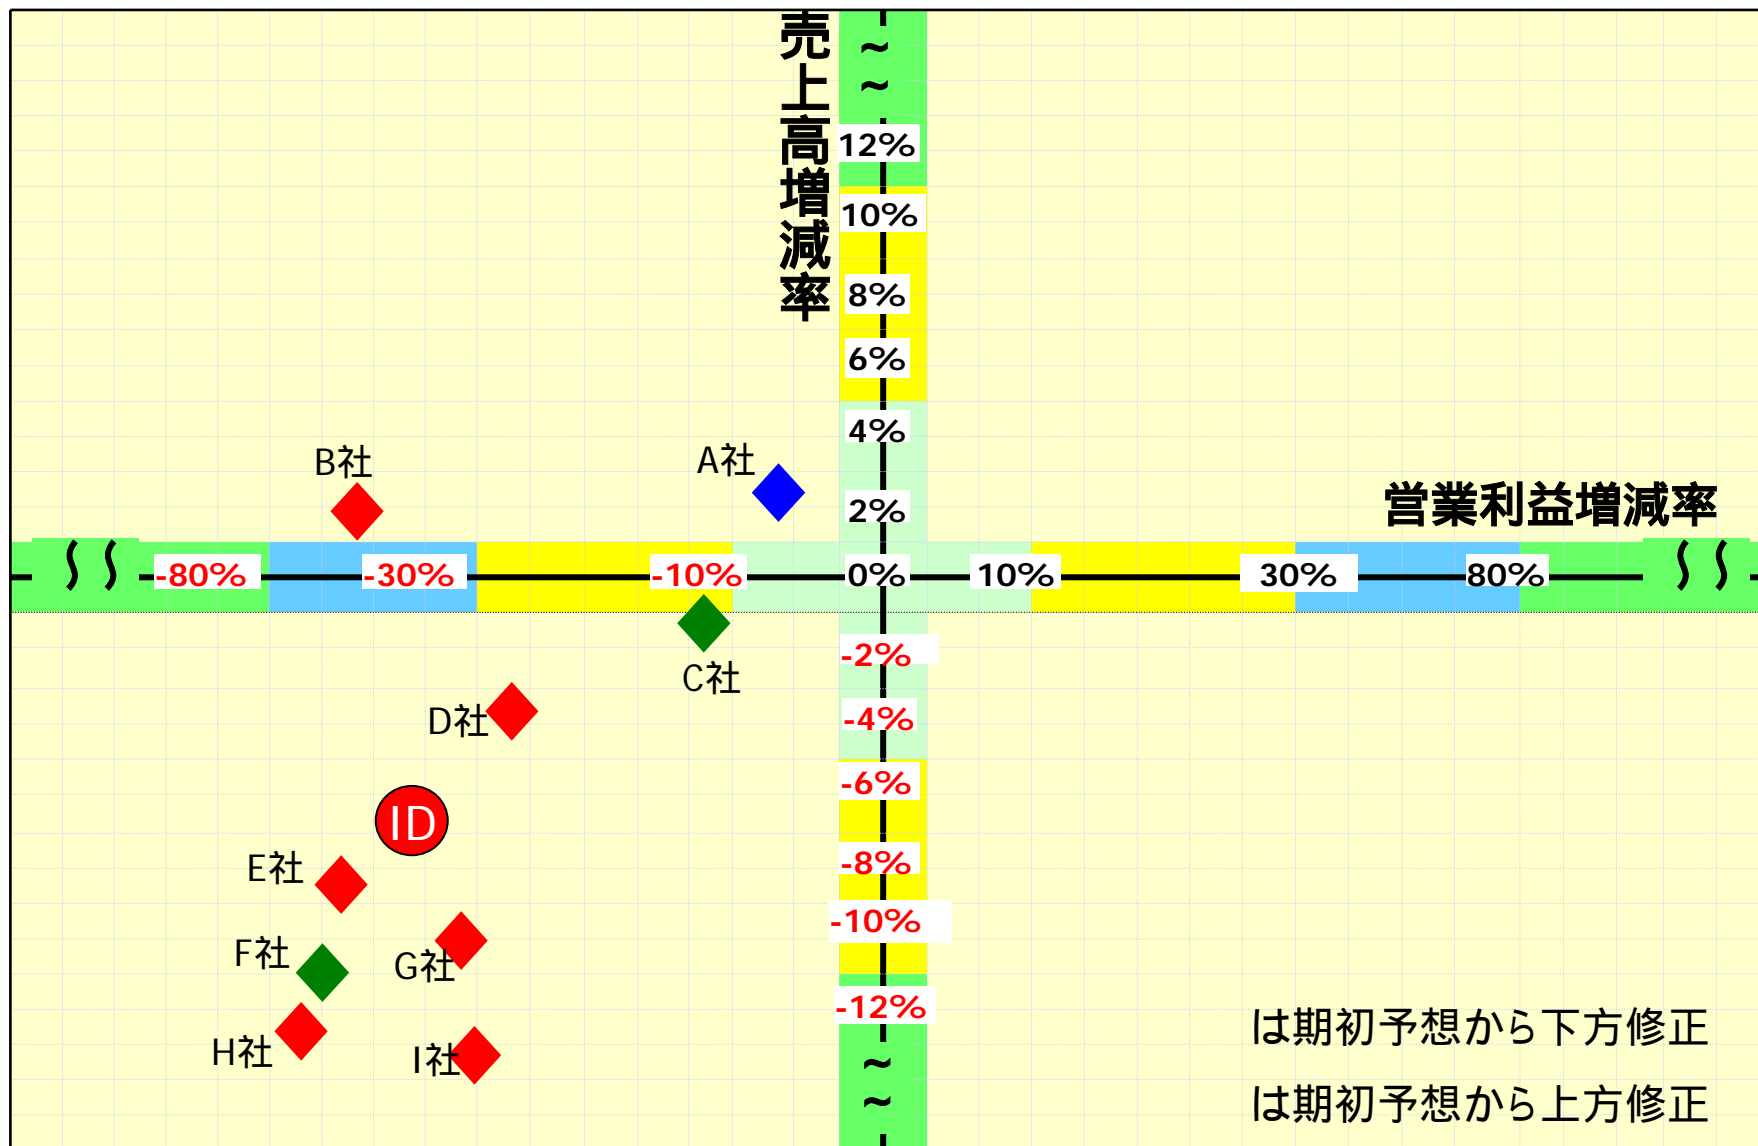 売上高増減率
~
~
12%
10%
8%
6%
4%
2%
B社
A社
営業利益増減率
-80%
-30%
-10%
0%
10%
30%
80%
C社
-2%
-4%
D社
-6%
ID
-8%
E社
-10%
F社
G社
-12%
H社
I社
~
~
は期初予想から下方修正
は期初予想から上方修正